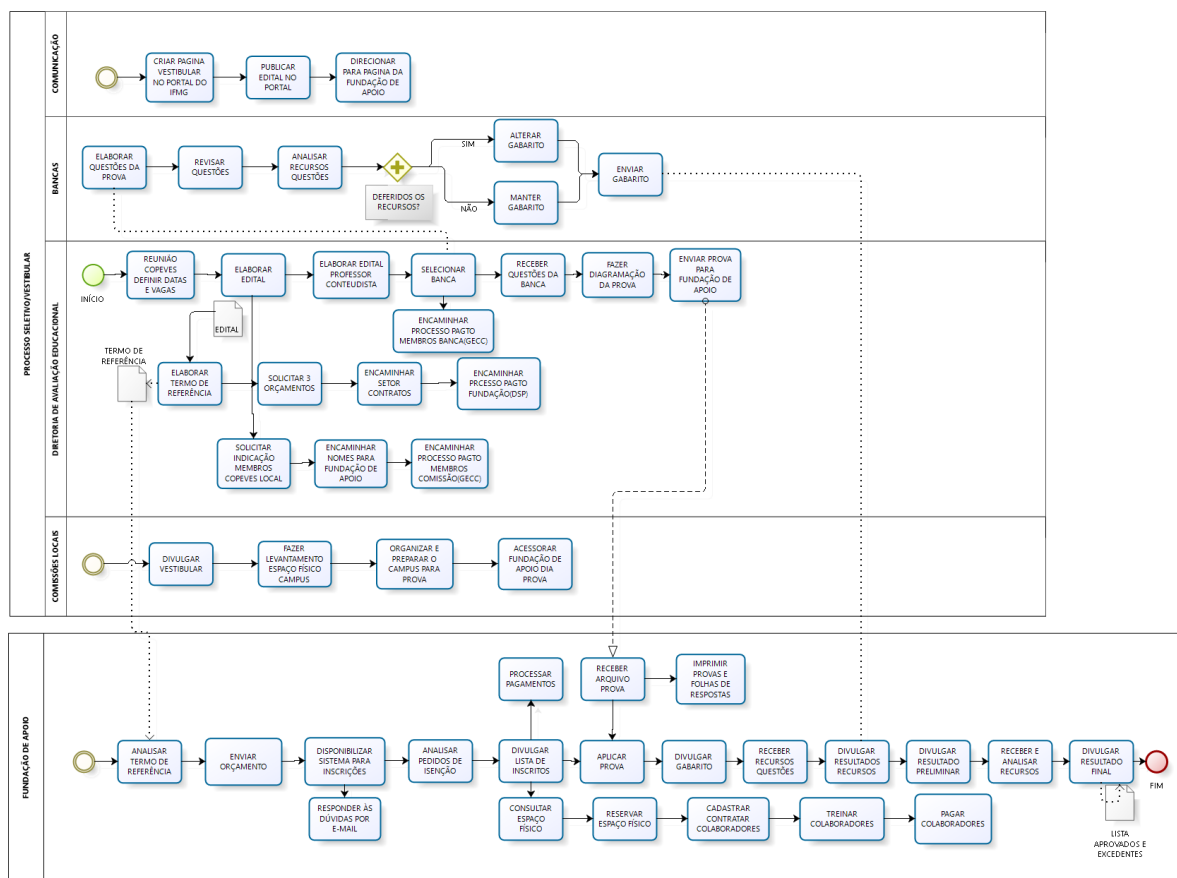 PROCESSO SELETIVO/VESTIBULAR
COMUNICAÇÃO
CRIAR PAGINA
VESTIBULAR
NO PORTAL DO
IFMG
PUBLICAR
EDITAL NO
PORTAL
DIRECIONAR
PARA PAGINA DA
FUNDAÇÃO DE
APOIO
BANCAS
ELABORAR
QUESTÕES DA
PROVA
REVISAR
QUESTÕES
ANALISAR
RECURSOS
QUESTÕES
DEFERIDOS OS
RECURSOS?
SIM
NÃO
ALTERAR
GABARITO
MANTER
GABARITO
ENVIAR
GABARITO
DIRETORIA DE AVALIAÇÃO EDUCACIONAL
INÍCIO
REUNIÃO
COPEVES
DEFINIR DATAS
E VAGAS
ELABORAR
EDITAL
ELABORAR EDITAL
PROFESSOR
CONTEUDISTA
SELECIONAR
BANCA
RECEBER
QUESTÕES DA
BANCA
FAZER
DIAGRAMAÇÃO
DA PROVA
ENVIAR PROVA
PARA
FUNDAÇÃO DE
APOIO
ENCAMINHAR
PROCESSO PAGTO
MEMBROS BANCA(GECC)
EDITAL
TERMO DE
REFERÊNCIA
ELABORAR
TERMO DE
REFERÊNCIA
SOLICITAR 3
ORÇAMENTOS
ENCAMINHAR
SETOR
CONTRATOS
ENCAMINHAR
PRCESSO PAGTO
FUNDAÇÃO(DSP)
SOLICITAR
INDICAÇÃO
MEMBROS
COPEVES LOCAL
ENCAMINHAR
NOMES PARA
FUNDAÇÃO DE
APOIO
ENCAMINHAR
PROCESSO PAGTO
MEMBROS
COMISSÃO(GECC)
COMISSÕES LOCAIS
DIVULGAR
VESTIBULAR
FAZER
LEVANTAMENTO
ESPAÇO FÍSICO
CAMPUS
ORGANIZAR E
PREPARAR O
CAMPUS PARA
PROVA
ACESSORAR
FUNDAÇÃO DE
APOIO DIA
PROVA
FUNDAÇÃO DE APOIO
PROCESSAR
PAGAMENTOS
RECEBER
ARQUIVO
PROVA
IMPRIMIR
PROVAS E
FOLHAS DE
RESPOSTAS
ANALISAR
TERMO DE
REFERÊNCIA
ENVIAR
ORÇAMENTO
DISPONIBILIZAR
SISTEMA PARA
INSCRIÇÕES
ANALISAR
PEDIDOS DE
ISENÇÃO
DIVULGAR
LISTA DE
INSCRITOS
APLICAR
PROVA
DIVULGAR
GABARITO
RECEBER
RECURSOS
QUESTÕES
DIVULGAR
RESULTADOS
RECURSOS
DIVULGAR
RESULTADO
PRELIMINAR
RECEBER E
ANALISAR
RECURSOS
DIVULGAR
RESULTADO
FINAL
FIM
RESPONDER ÀS
DÚVIDAS POR
E-MAIL
CONSULTAR
ESPAÇO
FÍSICO
RESERVAR
ESPAÇO FÍSICO
CADASTRAR
CONTRATAR
COLABORADORES
TREINAR
COLABORADORES
PAGAR
COLABORADORES
LISTA
APROVADOS E
EXCEDENTES